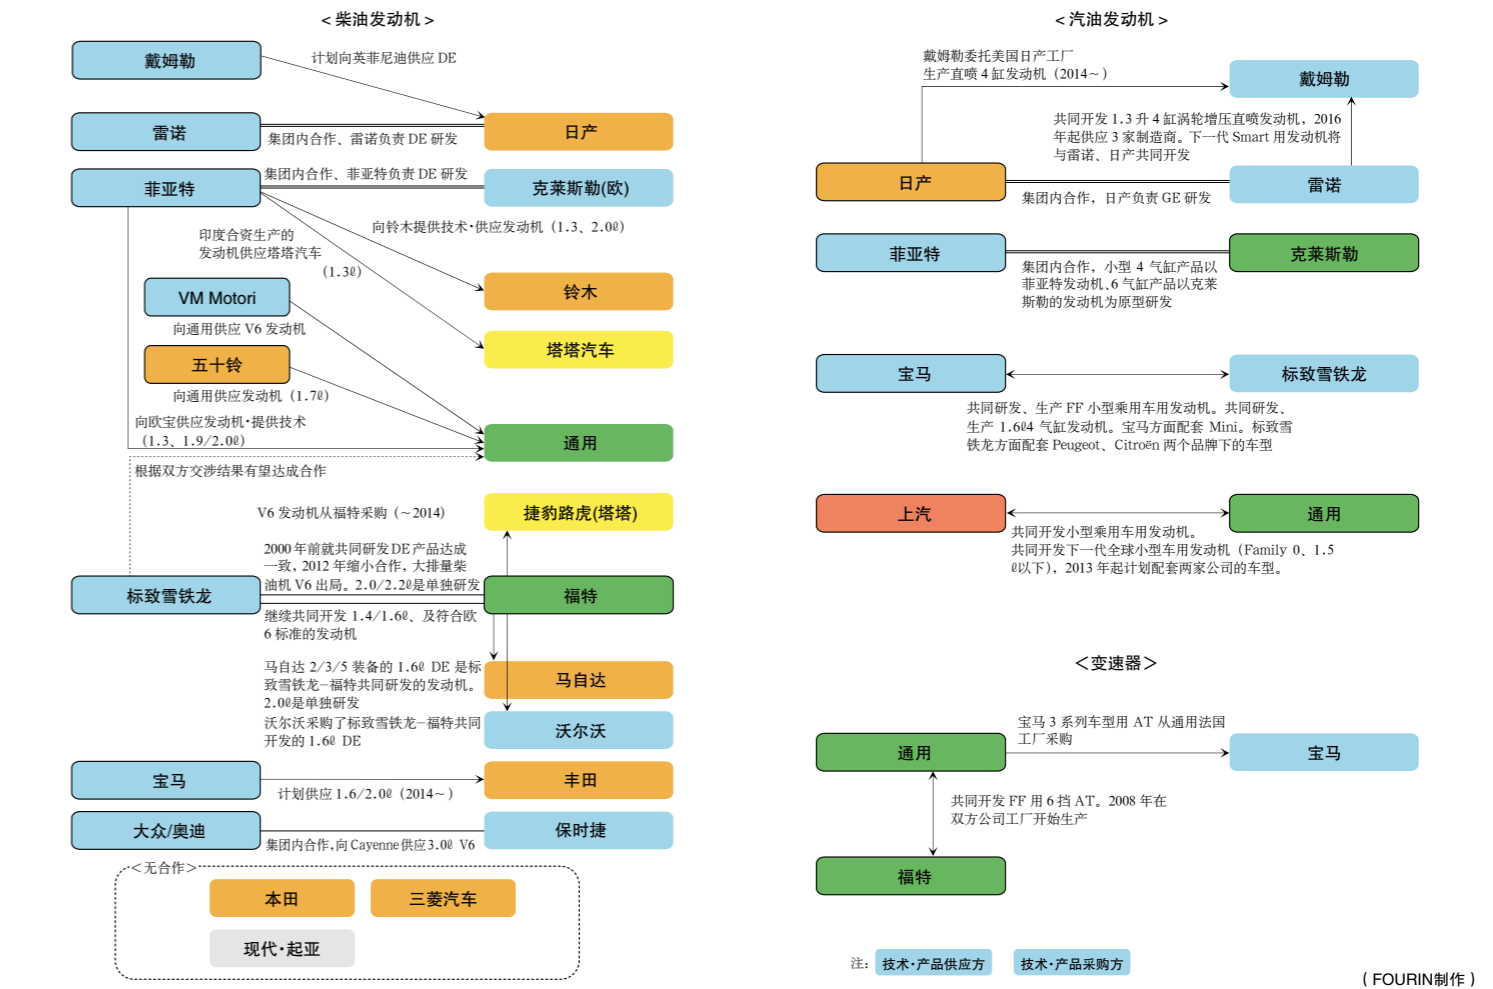 ＜柴油发动机＞
戴姆勒
计划向英菲尼迪供应 DE
雷诺
日产
集团内合作、雷诺负责 DE 研发
集团内合作、菲亚特负责 DE 研发
菲亚特
克莱斯勒(欧)
向铃木提供技术·供应发动机（1.3、2.0ℓ）
印度合资生产的
发动机供应塔塔汽车
（1.3ℓ）
VM Motori
铃木
向通用供应 V6 发动机
塔塔汽车
五十铃
向通用供应发动机（1.7ℓ）
向欧宝供应发动机·提供技术
（1.3、1.9/2.0ℓ）
通用
根据双方交涉结果有望达成合作
V6 发动机从福特采购（～2014）
捷豹路虎(塔塔)
2000 年前就共同研发 DE 产品达成
一致，2012 年缩小合作，大排量柴
油机 V6 出局。2.0/2.2ℓ是单独研发
标致雪铁龙
福特
继续共同开发 1.4/1.6ℓ、及符合欧
6 标准的发动机
马自达 2/3/5 装备的 1.6ℓ DE 是标
致雪铁龙—福特共同研发的发动机。
2.0ℓ是单独研发
马自达
沃尔沃采购了标致雪铁龙—福特共同
开发的 1.6ℓ DE
沃尔沃
宝马
丰田
计划供应 1.6/2.0ℓ（2014～）
大众/奥迪
保时捷
集团内合作,向 Cayenne 供应 3.0ℓ V6
＜无合作＞
本田
三菱汽车
现代·起亚
＜汽油发动机＞
戴姆勒委托美国日产工厂
生产直喷 4 缸发动机（2014～）
戴姆勒
共同开发 1.3 升 4 缸涡轮增压直喷发动机，2016
年起供应 3 家制造商。下一代 Smart 用发动机将
与雷诺、日产共同开发
日产
雷诺
集团内合作，日产负责 GE 研发
菲亚特
克莱斯勒
集团内合作，小型 4 气缸产品以
菲亚特发动机、6 气缸产品以克莱
斯勒的发动机为原型研发
宝马
标致雪铁龙
共同研发、生产 FF 小型乘用车用发动机。共同研发、
生产 1.6ℓ4 气缸发动机。宝马方面配套 Mini。标致雪
铁龙方面配套 Peugeot、Citroën 两个品牌下的车型
上汽
通用
共同开发小型乘用车用发动机。
共同开发下一代全球小型车用发动机（Family 0、1.5
ℓ以下），2013 年起计划配套两家公司的车型。
＜变速器＞
宝马 3 系列车型用 AT 从通用法国
工厂采购
通用
宝马
共同开发 FF 用 6 挡 AT。2008 年在
双方公司工厂开始生产
福特
注：
技术·产品供应方
技术·产品采购方
（FOURIN制作）